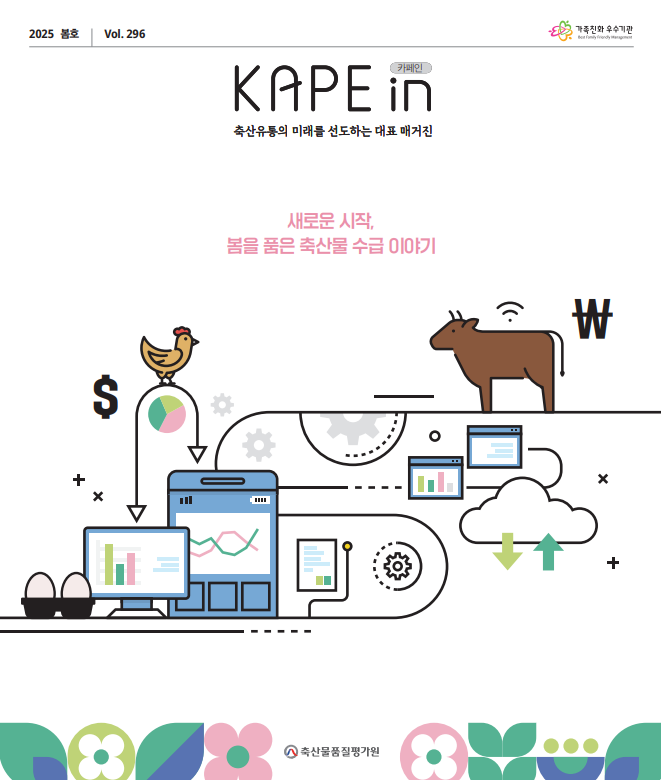 2025 봄호
Vol. 296
가족친화 우수기관
Best Family Friendly Management
KAPE in
카페인
축산유통의 미래를 선도하는 대표 매거진
새로운 시작,
봄을 품은 축산물 수급 이야기
₩
$
축산물품질평가원